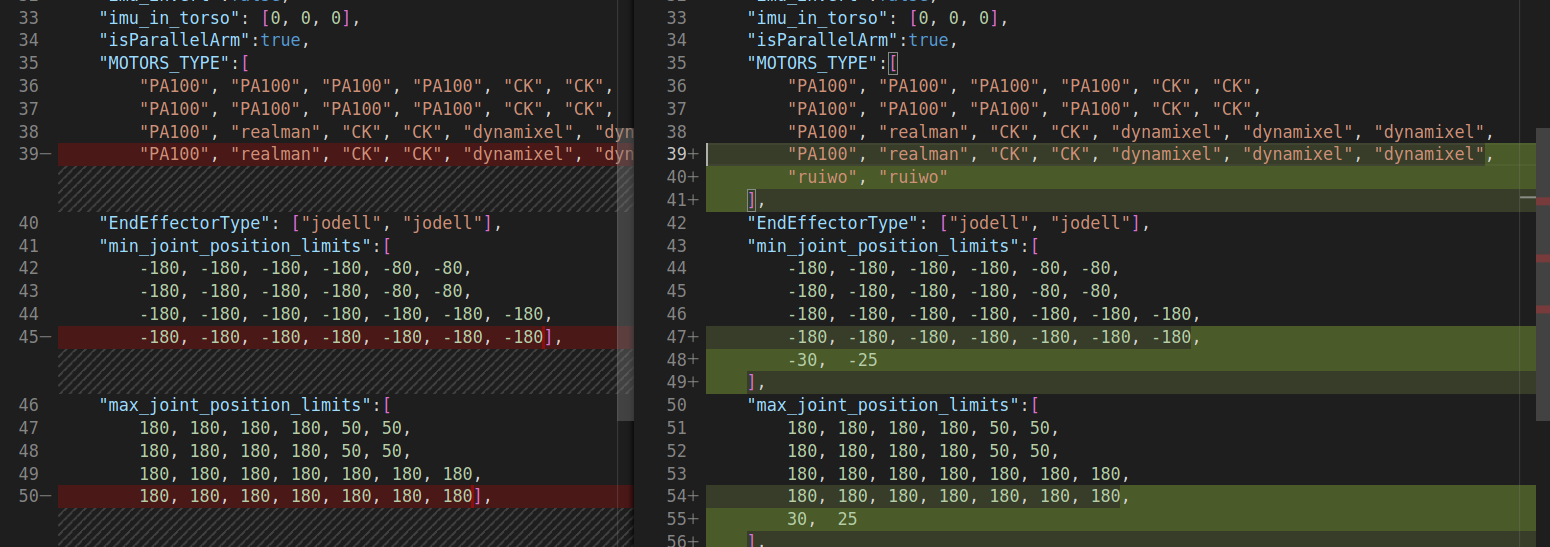 33 "imu_in_torso": [0, 0, 0],
34 "isParallelArm":true,
35 "MOTORS_TYPE":[
36 "PA100", "PA100", "PA100", "PA100", "CK", "CK",
37 "PA100", "PA100", "PA100", "PA100", "CK", "CK",
38 "PA100", "realman", "CK", "CK", "dynamixel", "dyn
39— "PA100", "realman", "CK", "CK", "dynamixel", "dyn
40 "EndEffectorType": ["jodell", "jodell"],
41 "min_joint_position_limits":[
42 -180, -180, -180, -180, -80, -80,
43 -180, -180, -180, -180, -80, -80,
44 -180, -180, -180, -180, -180, -180, -180,
45— -180, -180, -180, -180, -180, -180, -180],
46 "max_joint_position_limits":[
47 180, 180, 180, 180, 50, 50,
48 180, 180, 180, 180, 50, 50,
49 180, 180, 180, 180, 180, 180, 180,
50— 180, 180, 180, 180, 180, 180, 180],
33 "imu_in_torso": [0, 0, 0],
34 "isParallelArm":true,
35 "MOTORS_TYPE":[
36 "PA100", "PA100", "PA100", "PA100", "CK", "CK",
37 "PA100", "PA100", "PA100", "PA100", "CK", "CK",
38 "PA100", "realman", "CK", "CK", "dynamixel", "dynamixel", "dynamixel",
39+ "PA100", "realman", "CK", "CK", "dynamixel", "dynamixel", "dynamixel",
40+ "ruiwo", "ruiwo"
41+ ],
42 "EndEffectorType": ["jodell", "jodell"],
43 "min_joint_position_limits":[
44 -180, -180, -180, -180, -80, -80,
45 -180, -180, -180, -180, -80, -80,
46 -180, -180, -180, -180, -180, -180, -180,
47+ -180, -180, -180, -180, -180, -180, -180,
48+ -30, -25
49+ ],
50 "max_joint_position_limits":[
51 180, 180, 180, 180, 50, 50,
52 180, 180, 180, 180, 50, 50,
53 180, 180, 180, 180, 180, 180, 180,
54+ 180, 180, 180, 180, 180, 180, 180,
55+ 30, 25
56+ ],